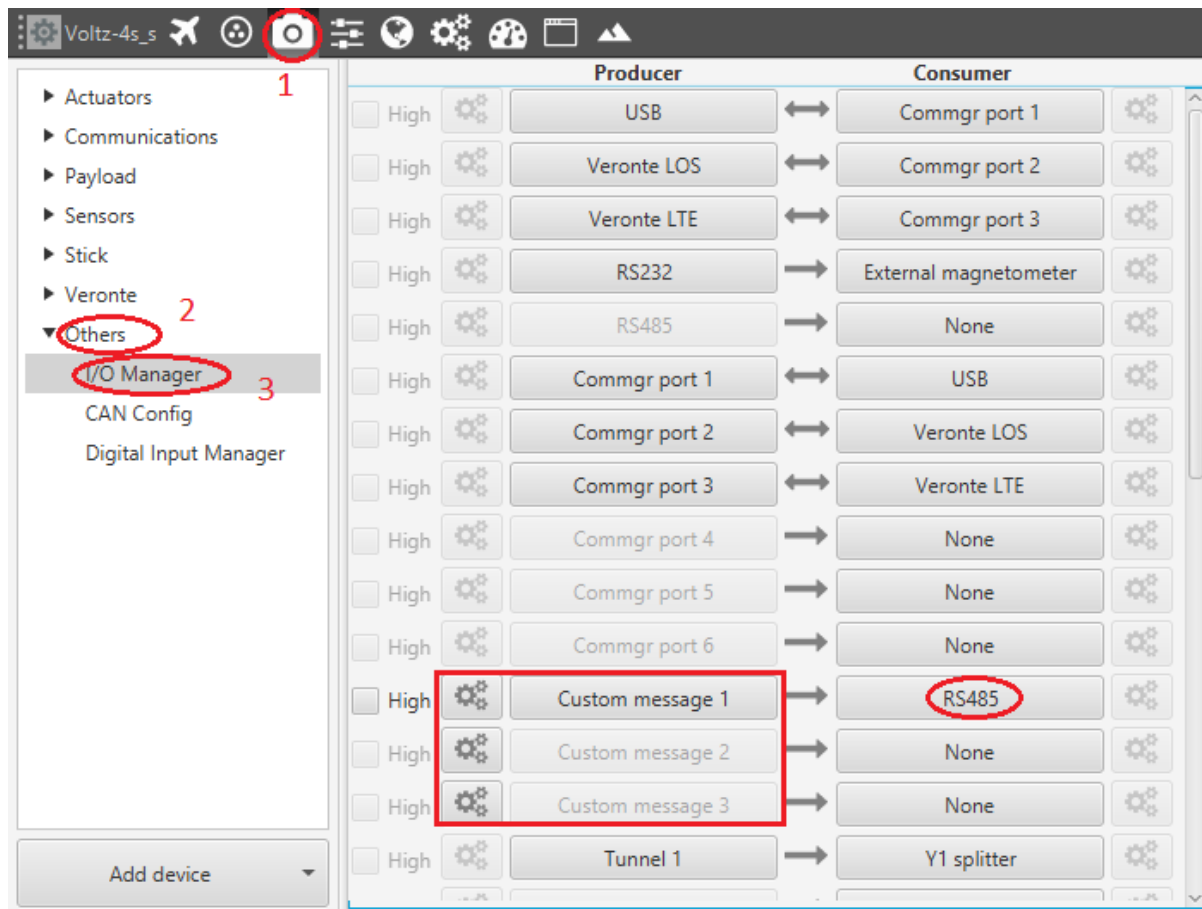 Voltz-4s_s
1
Producer Consumer
Actuators
Communications
Payload
Sensors
Stick
Veronte
2
Others
I/O Manager
3
CAN Config
Digital Input Manager
Add device
High USB Commgr port 1
High Veronte LOS Commgr port 2
High Veronte LTE Commgr port 3
High RS232 External magnetometer
High RS485 None
High Commgr port 1 USB
High Commgr port 2 Veronte LOS
High Commgr port 3 Veronte LTE
High Commgr port 4 None
High Commgr port 5 None
High Commgr port 6 None
High Custom message 1 RS485
High Custom message 2 None
High Custom message 3 None
High Tunnel 1 Y1 splitter